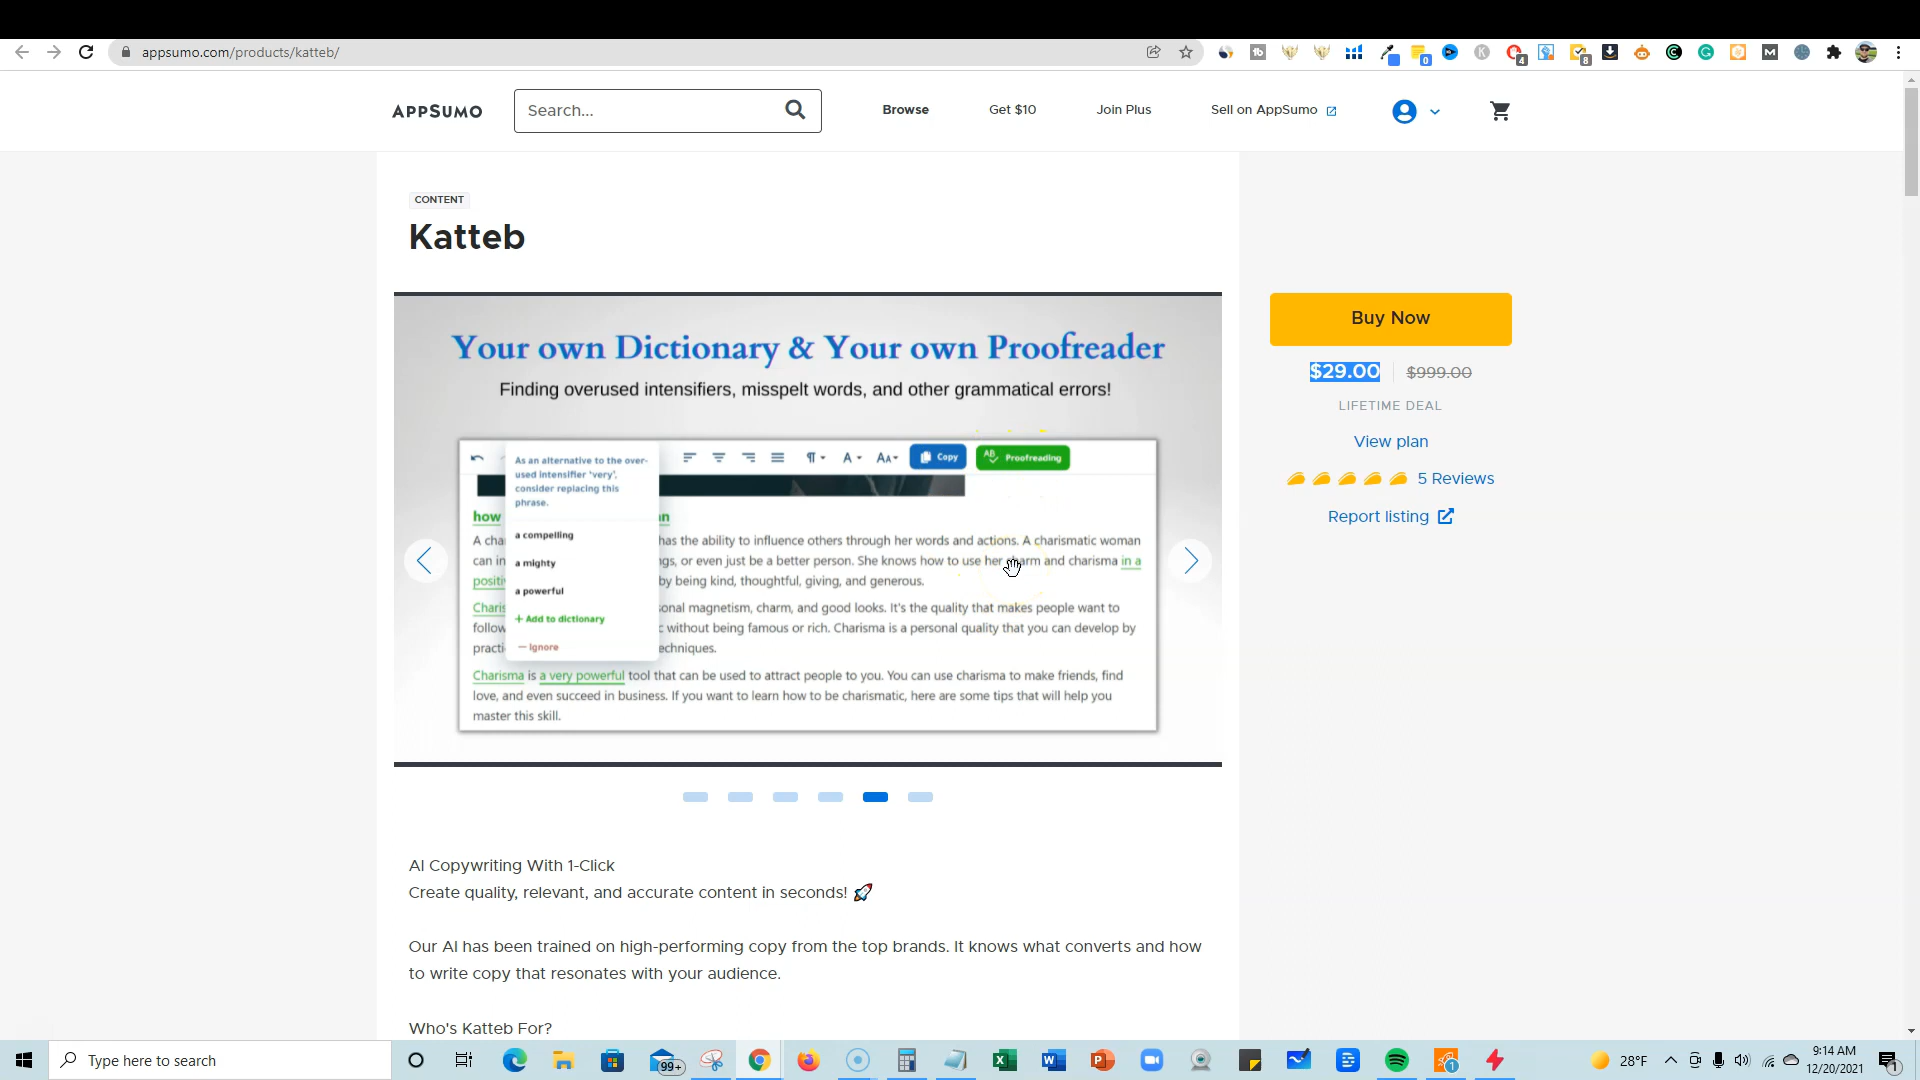 appsumo.com/products/katteb/
APPSUMO
Search...
Browse
Get $10
Join Plus
Sell on AppSumo
CONTENT
Katteb
Your own Dictionary & Your own Proofreader
Finding overused intensifiers, misspelt words, and other grammatical errors!
As an alternative to the over-
used intensifier 'very',
consider replacing this
phrase.
a compelling
a mighty
a powerful
+ Add to dictionary
— Ignore
Copy
Proofreading
how
A cha has the ability to influence others through her words and actions. A charismatic woman
can in gs, or even just be a better person. She knows how to use her charm and charisma in a
positi by being kind, thoughtful, giving, and generous.
Charis sonal magnetism, charm, and good looks. It's the quality that makes people want to
follow without being famous or rich. Charisma is a personal quality that you can develop by
practi echniques.
Charisma is a very powerful tool that can be used to attract people to you. You can use charisma to make friends, find
love, and even succeed in business. If you want to learn how to be charismatic, here are some tips that will help you
master this skill.
Buy Now
$29.00
$999.00
LIFETIME DEAL
View plan
5 Reviews
Report listing
AI Copywriting With 1-Click
Create quality, relevant, and accurate content in seconds! 🚀
Our AI has been trained on high-performing copy from the top brands. It knows what converts and how
to write copy that resonates with your audience.
Who's Katteb For?
Type here to search
99+
28°F
9:14 AM
12/20/2021